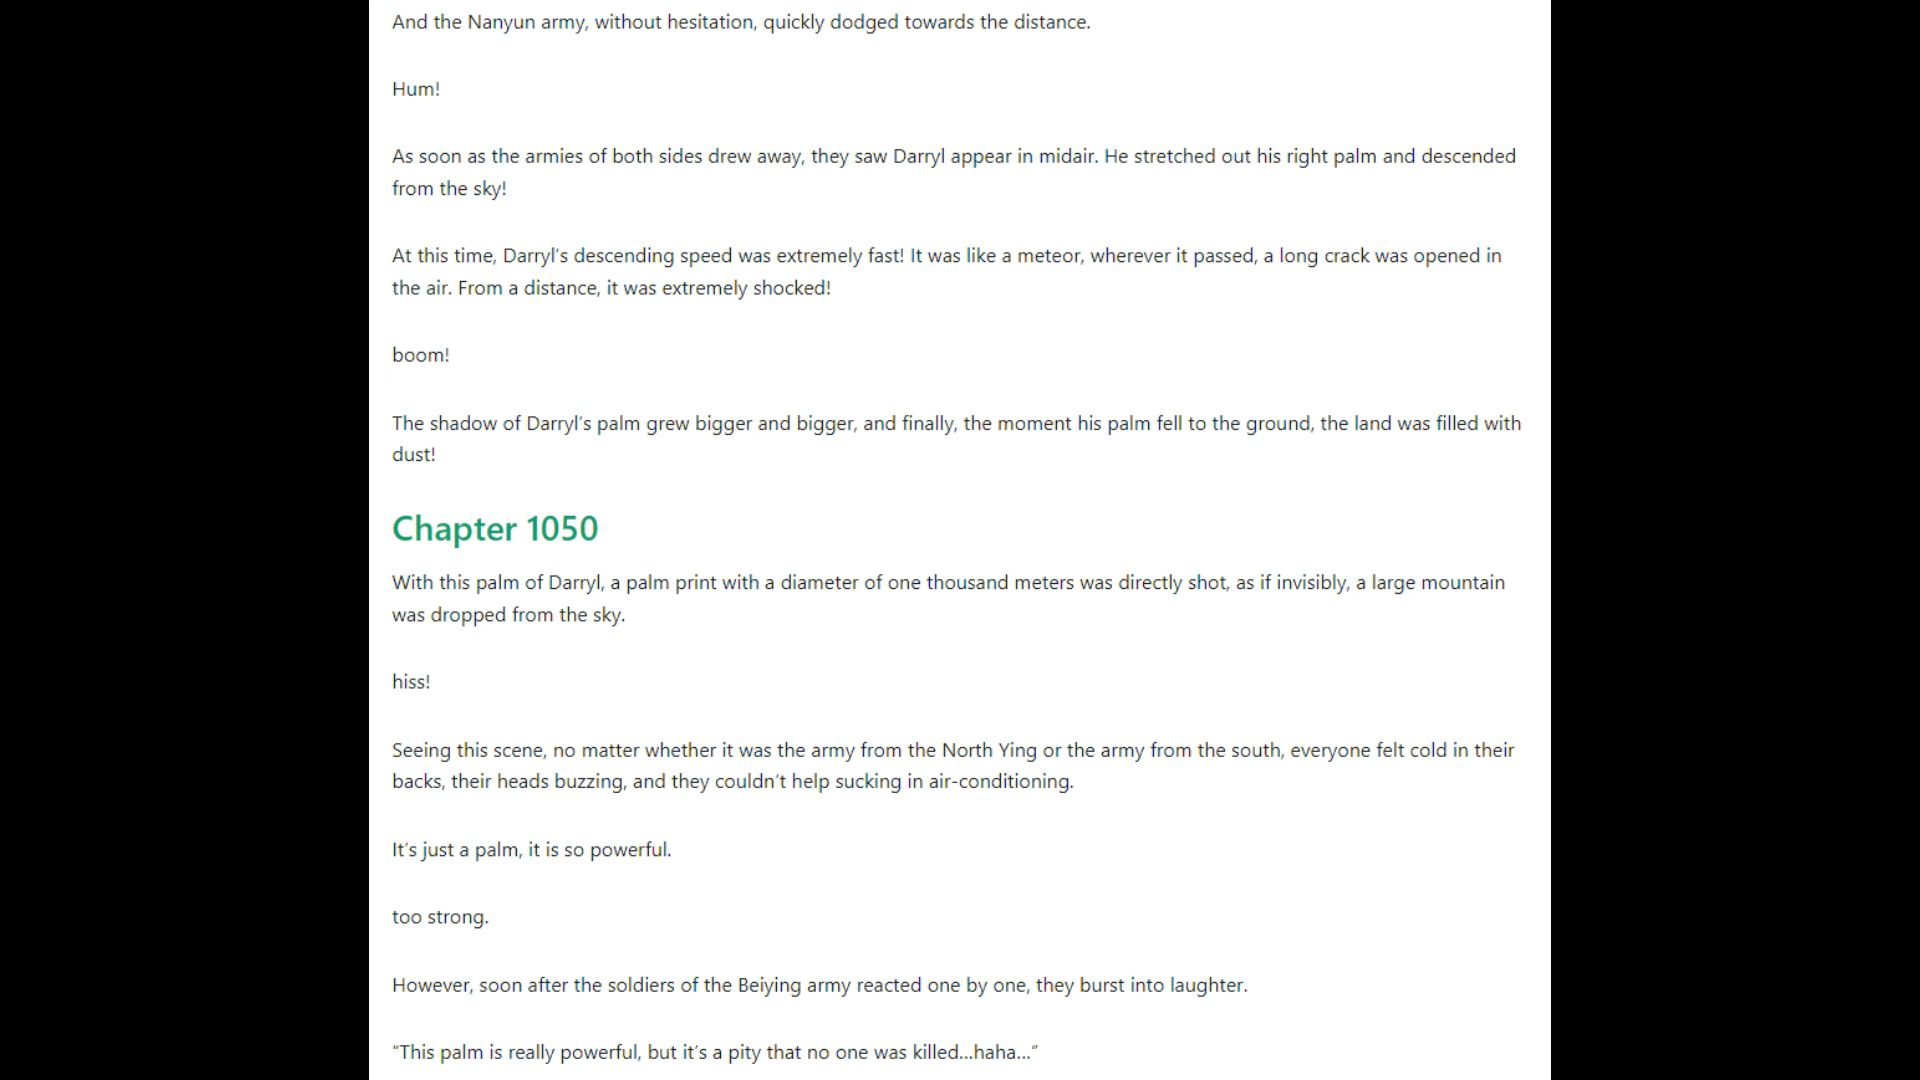 And the Nanyun army, without hesitation, quickly dodged towards the distance.
Hum!
As soon as the armies of both sides drew away, they saw Darryl appear in midair. He stretched out his right palm and descended
from the sky!
At this time, Darryl’s descending speed was extremely fast! It was like a meteor, wherever it passed, a long crack was opened in
the air. From a distance, it was extremely shocked!
boom!
The shadow of Darryl’s palm grew bigger and bigger, and finally, the moment his palm fell to the ground, the land was filled with
dust!
Chapter 1050
With this palm of Darryl, a palm print with a diameter of one thousand meters was directly shot, as if invisibly, a large mountain
was dropped from the sky.
hiss!
Seeing this scene, no matter whether it was the army from the North Ying or the army from the south, everyone felt cold in their
backs, their heads buzzing, and they couldn’t help sucking in air-conditioning.
It’s just a palm, it is so powerful.
too strong.
However, soon after the soldiers of the Beiying army reacted one by one, they burst into laughter.
“This palm is really powerful, but it’s a pity that no one was killed…haha…”